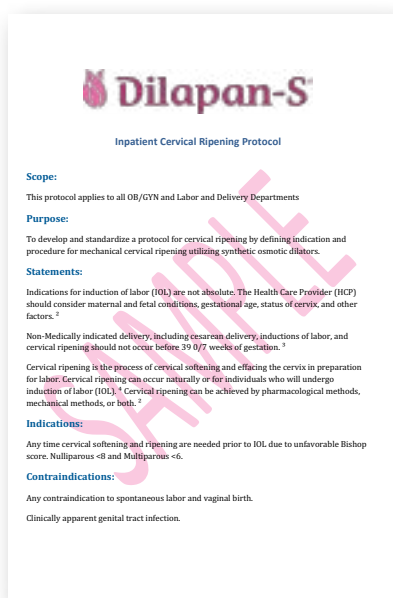 Dilapan-S
Inpatient Cervical Ripening Protocol
Scope:
This protocol applies to all OB/GYN and Labor and Delivery Departments
Purpose:
To develop and standardize a protocol for cervical ripening by defining indication and
procedure for mechanical cervical ripening utilizing synthetic osmotic dilators.
Statements:
Indications for induction of labor (IOL) are not absolute. The Health Care Provider (HCP)
should consider maternal and fetal conditions, gestational age, status of cervix, and other
factors. ²
Non-Medically indicated delivery, including cesarean delivery, inductions of labor, and
cervical ripening should not occur before 39 0/7 weeks of gestation. ³
Cervical ripening is the process of cervical softening and effacing the cervix in preparation
for labor. Cervical ripening can occur naturally or for individuals who will undergo
induction of labor (IOL). ⁴ Cervical ripening can be achieved by pharmacological methods,
mechanical methods, or both. ²
Indications:
Any time cervical softening and ripening are needed prior to IOL due to unfavorable Bishop
score. Nulliparous <8 and Multiparous <6.
Contraindications:
Any contraindication to spontaneous labor and vaginal birth.
Clinically apparent genital tract infection.
SAMPLE